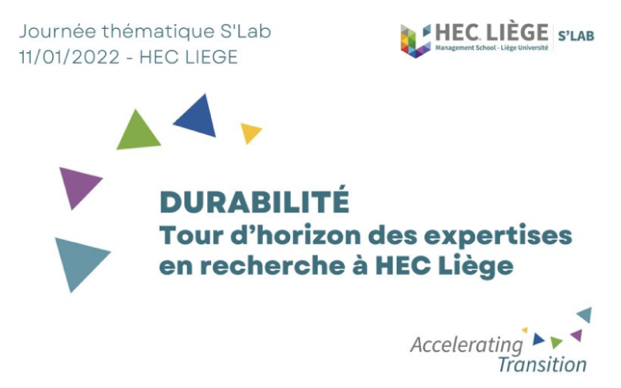 Journée thématique S'Lab
11/01/2022 - HEC LIEGE
HEC LIÈGE | S'LAB
Management School - Liège Université
DURABILITÉ
Tour d'horizon des expertises
en recherche à HEC Liège
Accelerating
Transition